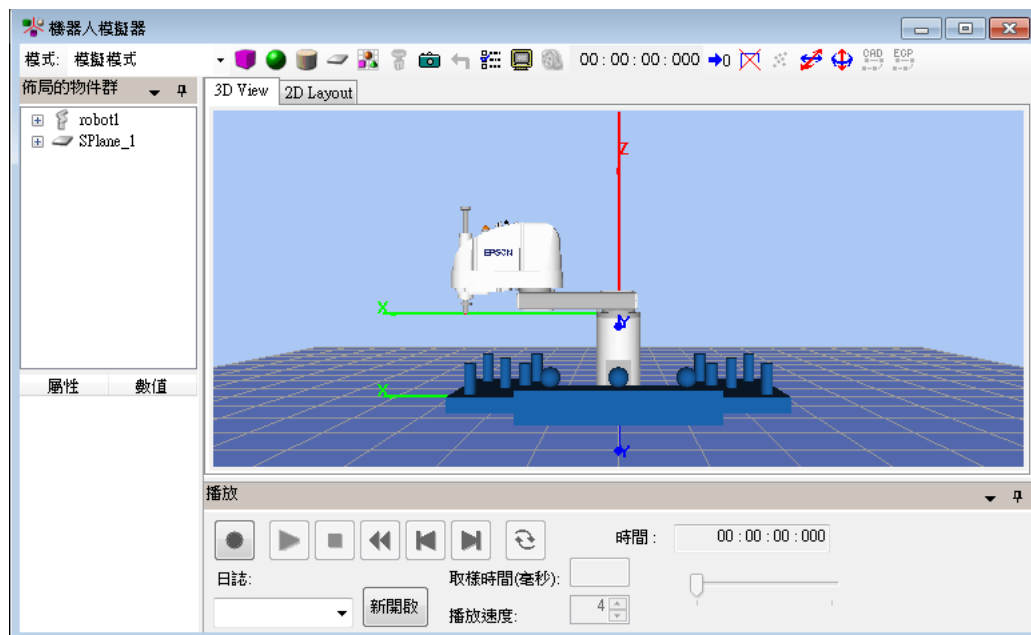 機器人模擬器
模式: 模擬模式
00:00:00:000
0
CAD
ECP
佈局的物件群
3D View
2D Layout
robot1
SPlane_1
屬性 數值
Z
EPSON
X
Y
X
Y
播放
時間: 00:00:00:000
日誌:
新開啟
取樣時間(毫秒):
播放速度: 4